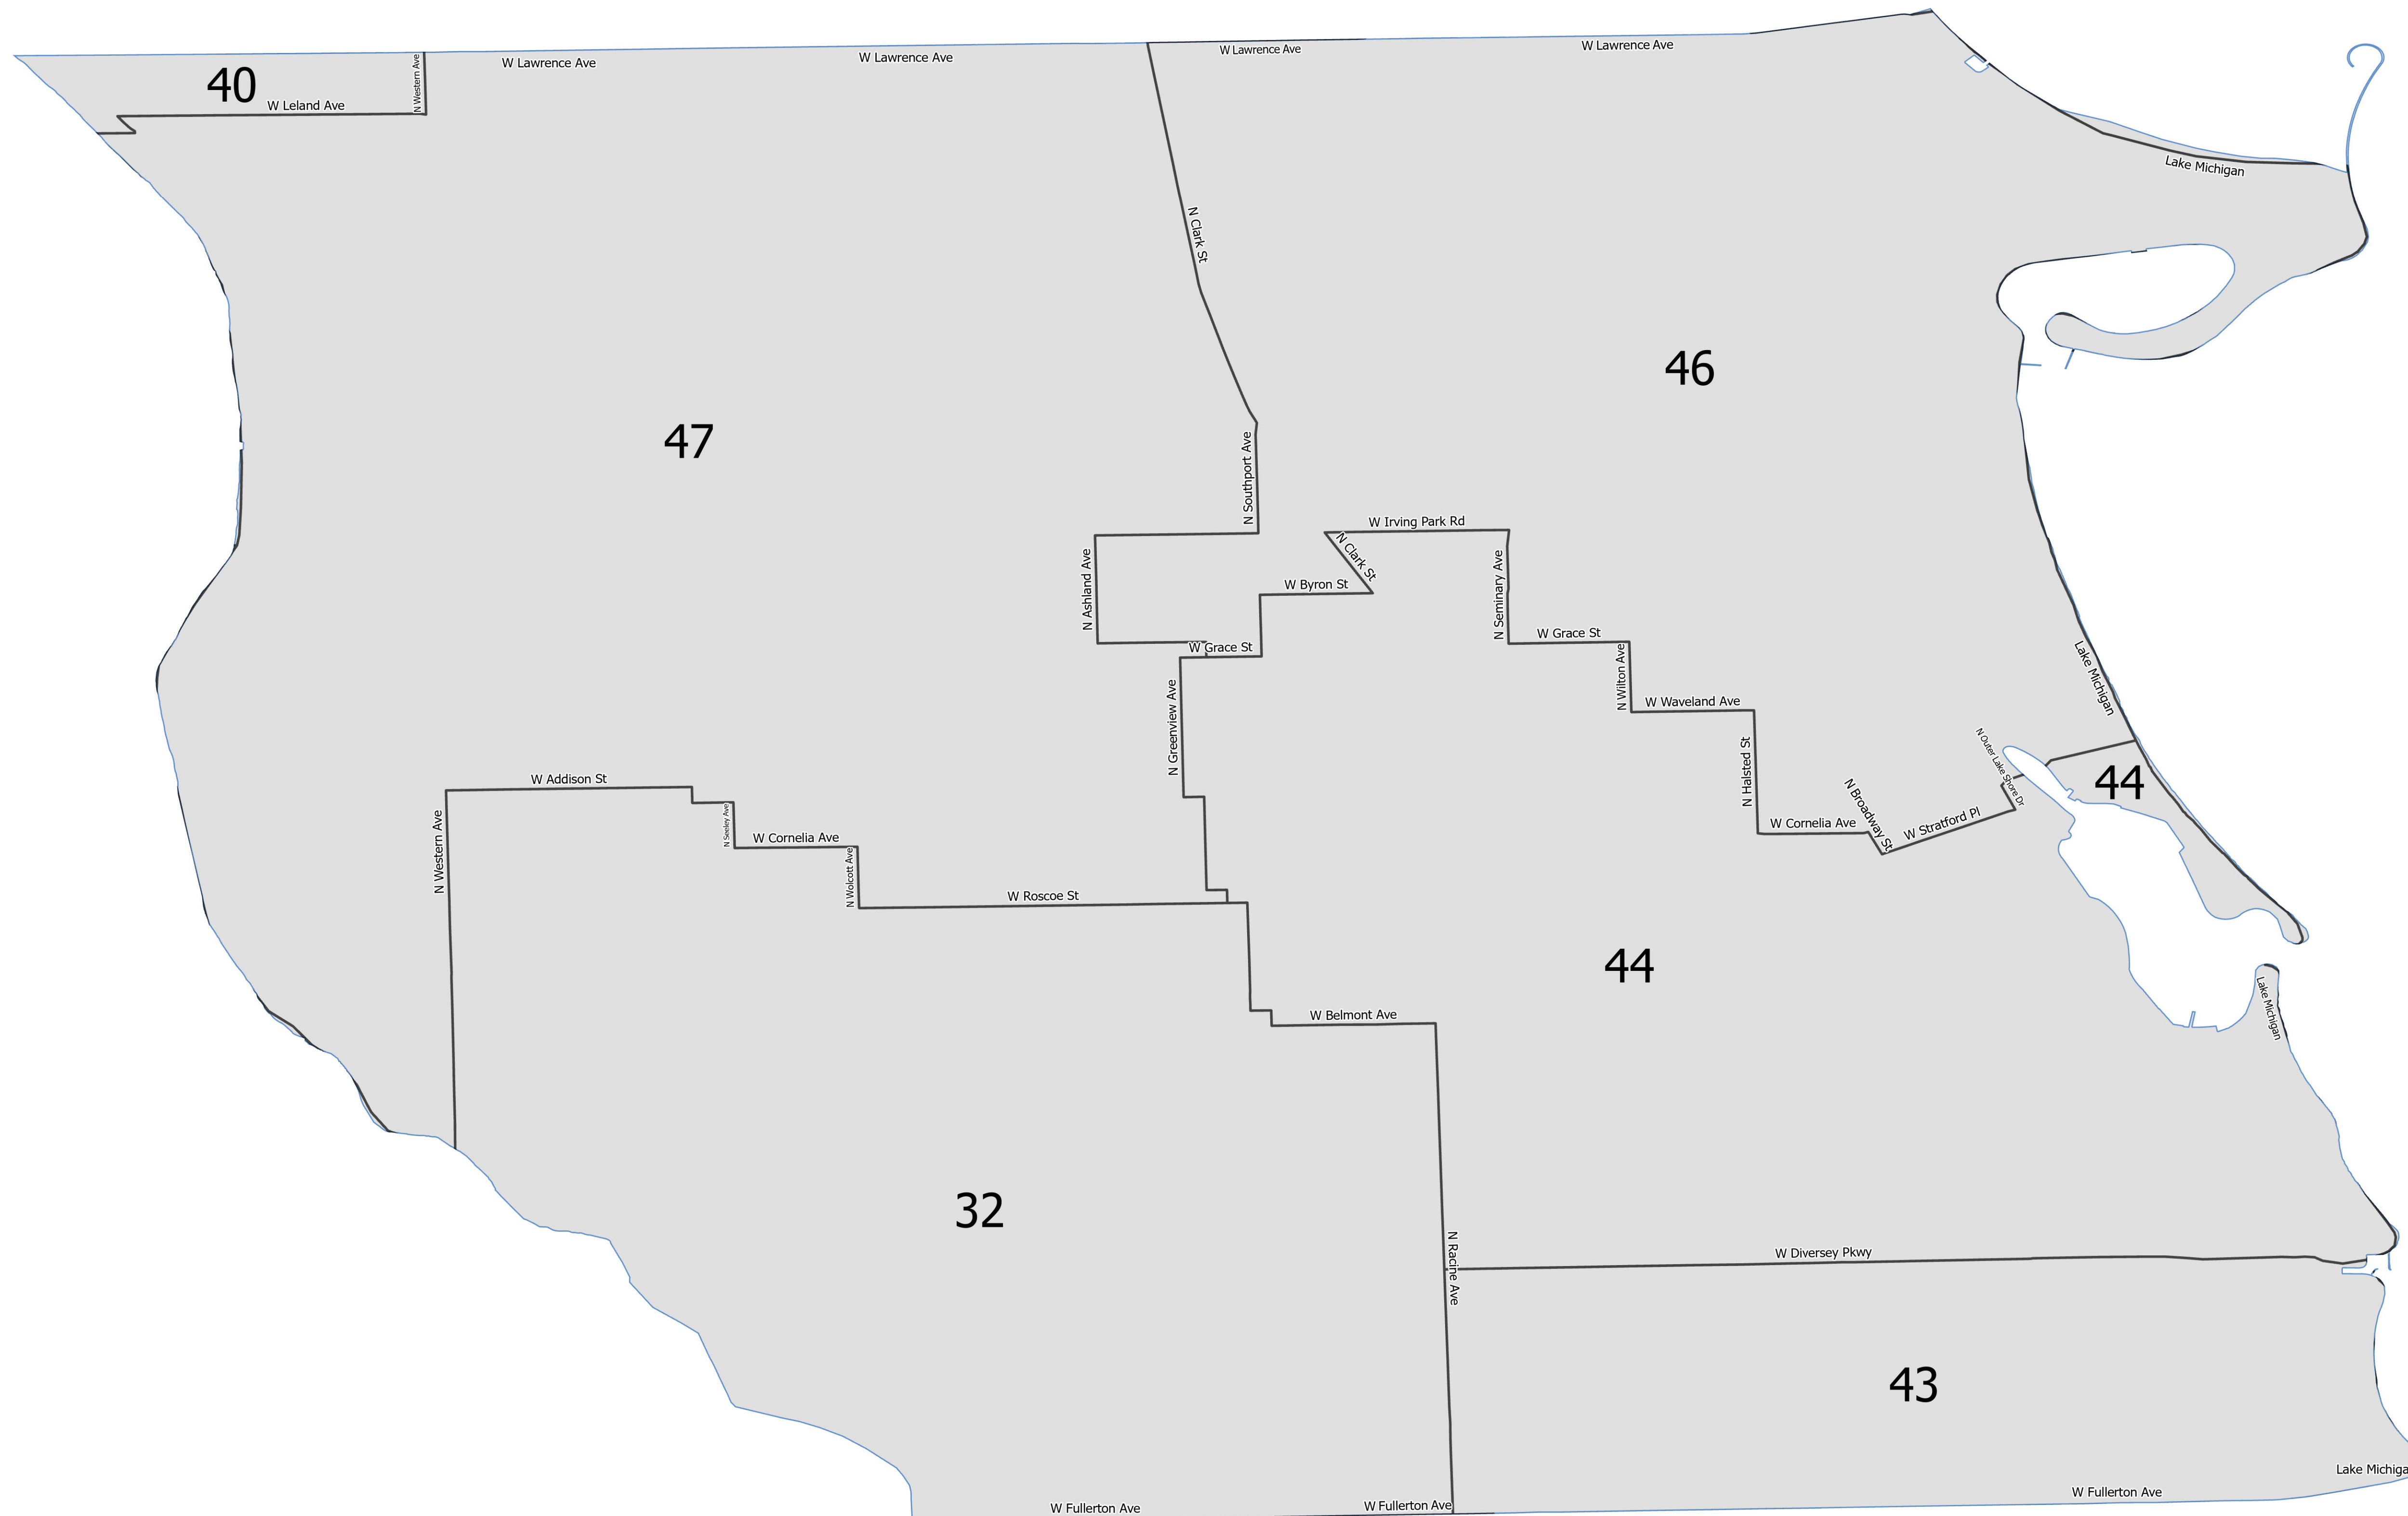 W Lawrence Ave
W Lawrence Ave
W Lawrence Ave
W Lawrence Ave
40
N Western Ave
W Leland Ave
Lake Michigan
N Clark St
46
47
N Southport Ave
W Irving Park Rd
N Clark St
N Ashland Ave
W Byron St
N Seminary Ave
W Grace St
W Grace St
N Wilton Ave
Lake Michigan
N Greenview Ave
W Waveland Ave
N Halsted St
N Outer Lake Shore Dr
44
W Addison St
N Western Ave
N Seeley Ave
W Cornelia Ave
N Wolcott Ave
N Broadway St
W Cornelia Ave
W Stratford Pl
W Roscoe St
44
Lake Michigan
W Belmont Ave
32
N Racine Ave
W Diversey Pkwy
43
Lake Michiga
W Fullerton Ave
W Fullerton Ave
W Fullerton Ave